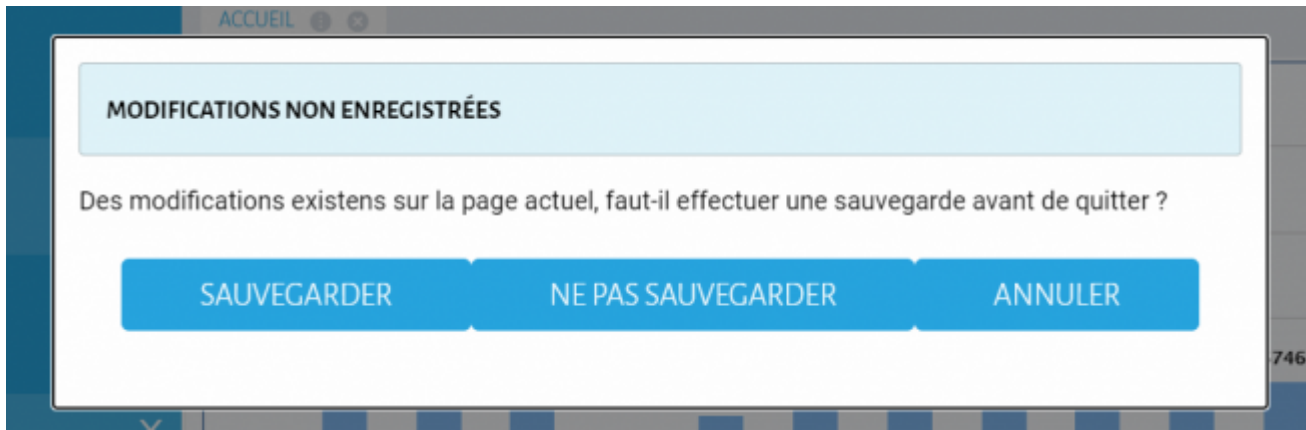 ACCUEIL
MODIFICATIONS NON ENREGISTRÉES
Des modifications existens sur la page actuel, faut-il effectuer une sauvegarde avant de quitter ?
SAUVEGARDER NE PAS SAUVEGARDER ANNULER
746